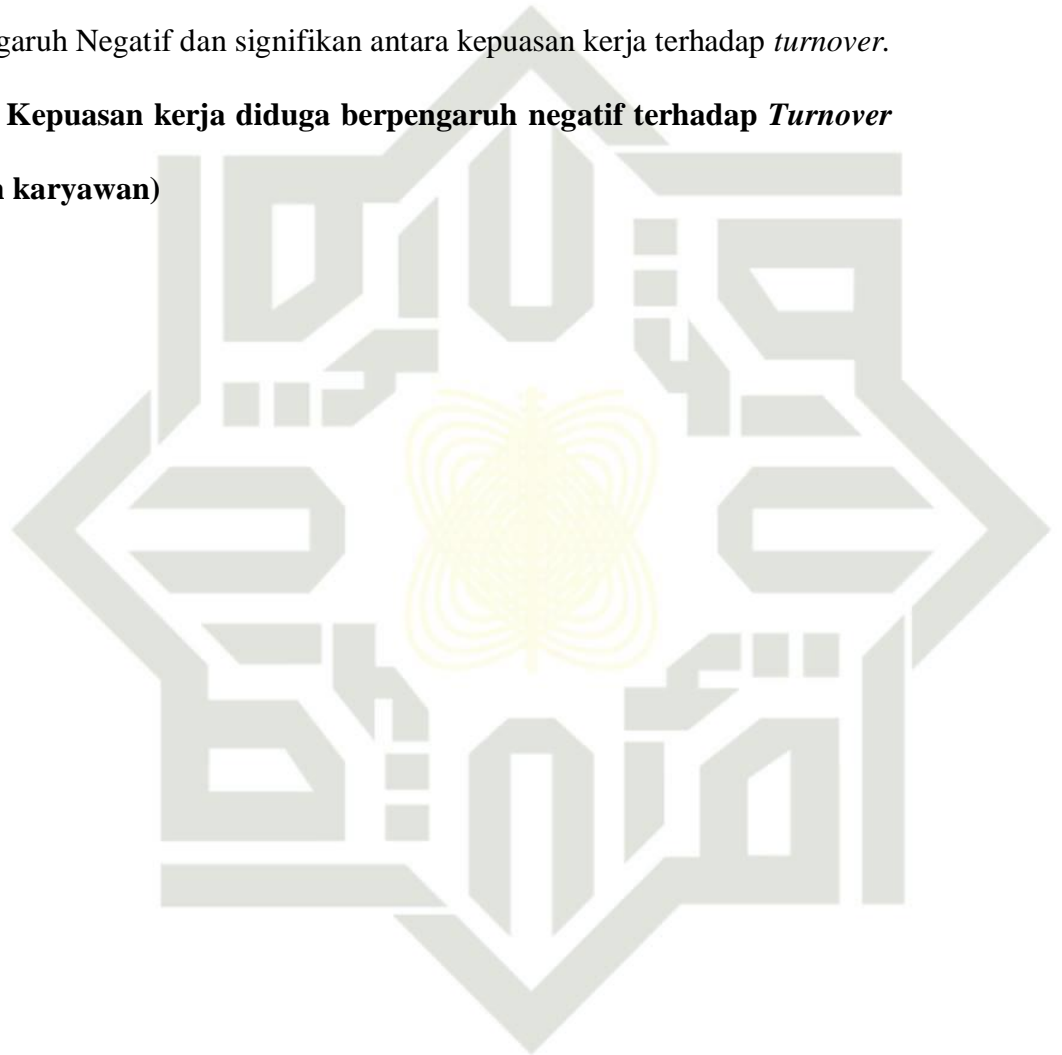 garuh Negatif dan signifikan antara kepuasan kerja terhadap turnover.
Kepuasan kerja diduga berpengaruh negatif terhadap Turnover
n karyawan)